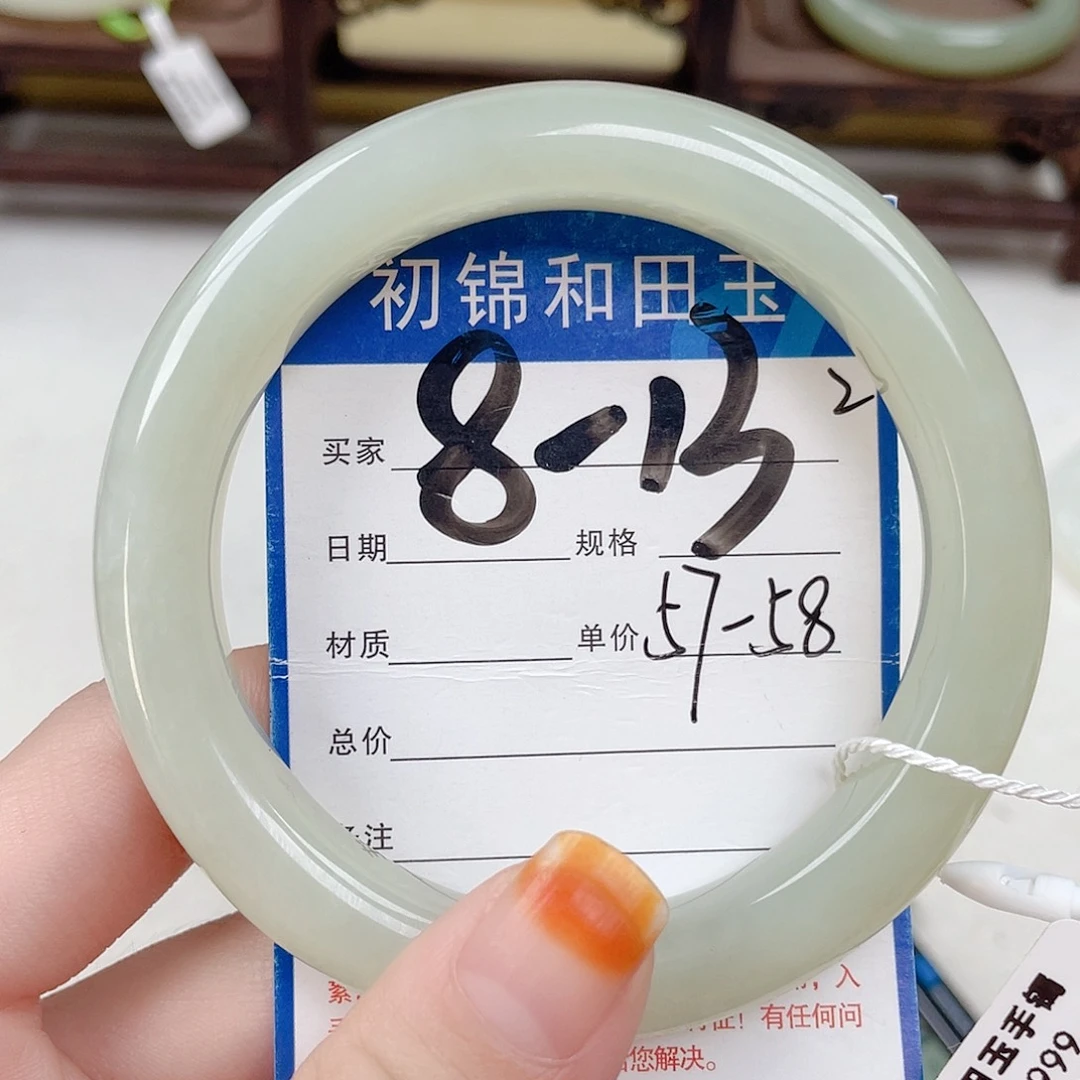 初锦和田玉
8-13
2
买家
日期 规格
材质 单价 57-58
总价
注
入
有任何问
您解决。
玉手镯
999